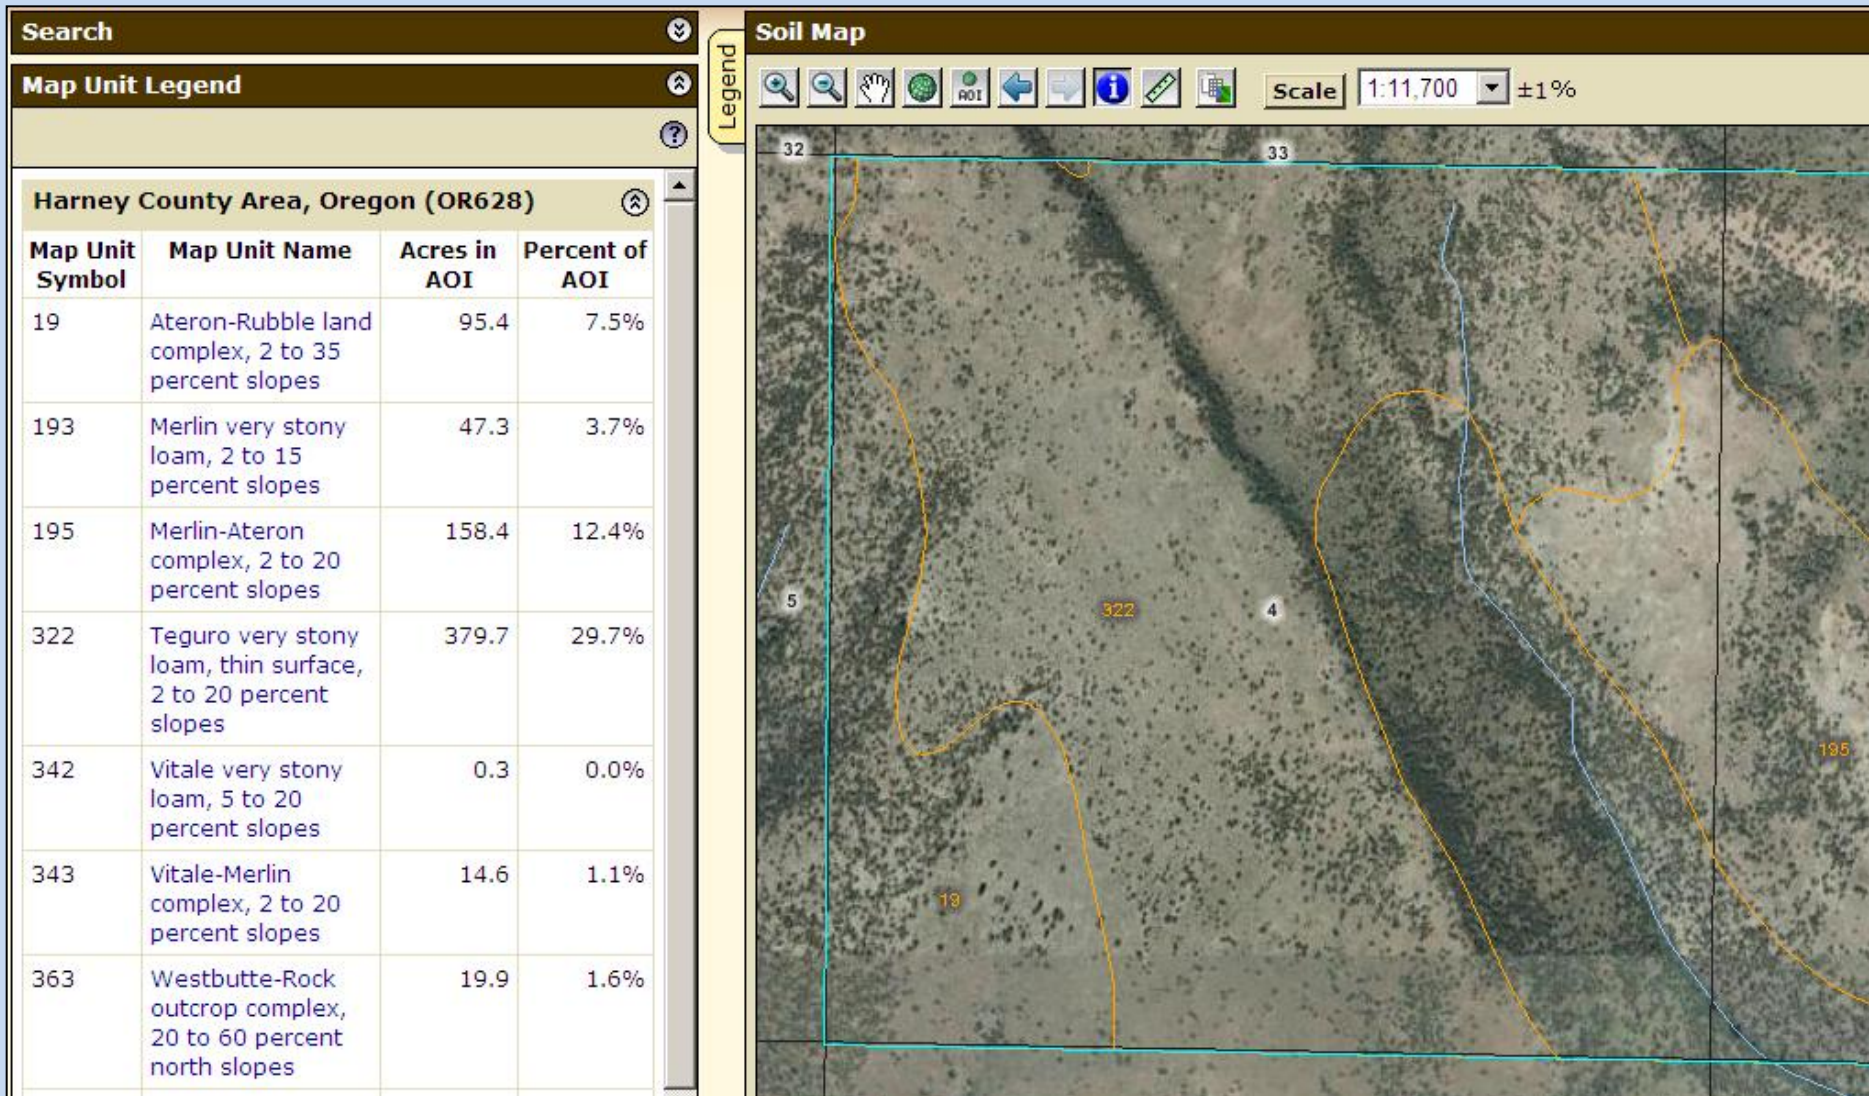 Search
Map Unit Legend
Harney County Area, Oregon (OR628)
Map Unit Symbol Map Unit Name Acres in AOI Percent of AOI
19 Ateron-Rubble land complex, 2 to 35 percent slopes 95.4 7.5%
193 Merlin very stony loam, 2 to 15 percent slopes 47.3 3.7%
195 Merlin-Ateron complex, 2 to 20 percent slopes 158.4 12.4%
322 Teguro very stony loam, thin surface, 2 to 20 percent slopes 379.7 29.7%
342 Vitale very stony loam, 5 to 20 percent slopes 0.3 0.0%
343 Vitale-Merlin complex, 2 to 20 percent slopes 14.6 1.1%
363 Westbutte-Rock outcrop complex, 20 to 60 percent north slopes 19.9 1.6%
Legend
Soil Map
AOI
Scale 1:11,700 ±1%
32
33
5
322
4
195
19